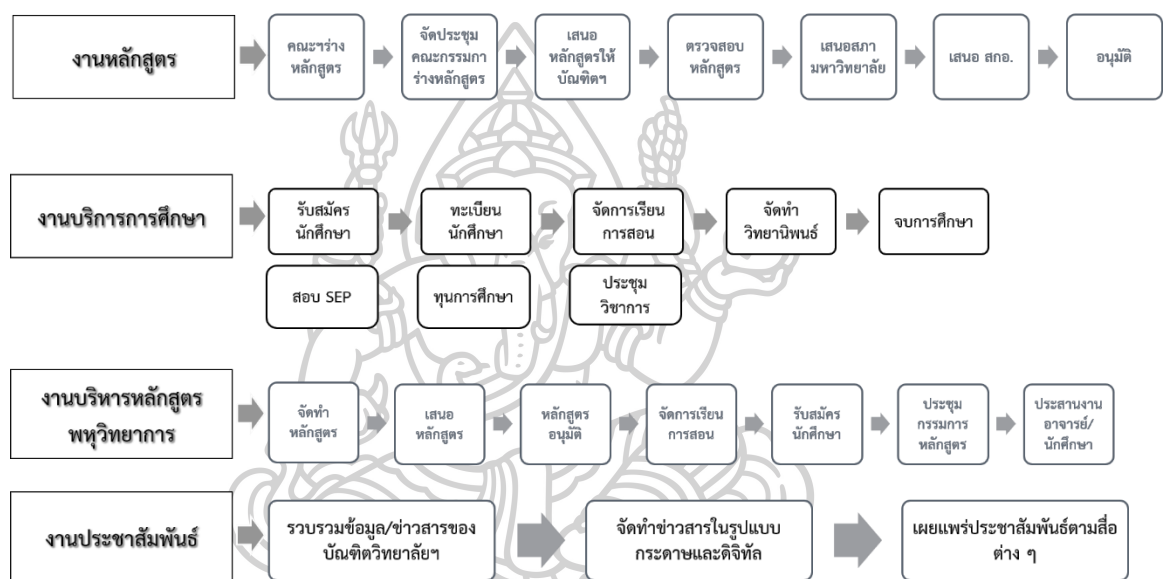 งานหลักสูตร
คณะฯร่าง
หลักสูตร
จัดประชุม
คณะกรรมกา
ร่างหลักสูตร
เสนอ
หลักสูตรให้
บัณฑิตฯ
ตรวจสอบ
หลักสูตร
เสนอสภา
มหาวิทยาลัย
เสนอ สกอ.
อนุมัติ
งานบริการการศึกษา
รับสมัคร
นักศึกษา
ทะเบียน
นักศึกษา
จัดการเรียน
การสอน
จัดทำ
วิทยานิพนธ์
จบการศึกษา
สอบ SEP
ทุนการศึกษา
ประชุม
วิชาการ
งานบริหารหลักสูตร
พหุวิทยาการ
จัดทำ
หลักสูตร
เสนอ
หลักสูตร
หลักสูตร
อนุมัติ
จัดการเรียน
การสอน
รับสมัคร
นักศึกษา
ประชุม
กรรมการ
หลักสูตร
ประสานงาน
อาจารย์/
นักศึกษา
งานประชาสัมพันธ์
รวบรวมข้อมูล/ข่าวสารของ
บัณฑิตวิทยาลัยฯ
จัดทำข่าวสารในรูปแบบ
กระดาษและดิจิทัล
เผยแพร่ประชาสัมพันธ์ตามสื่อ
ต่าง ๆ